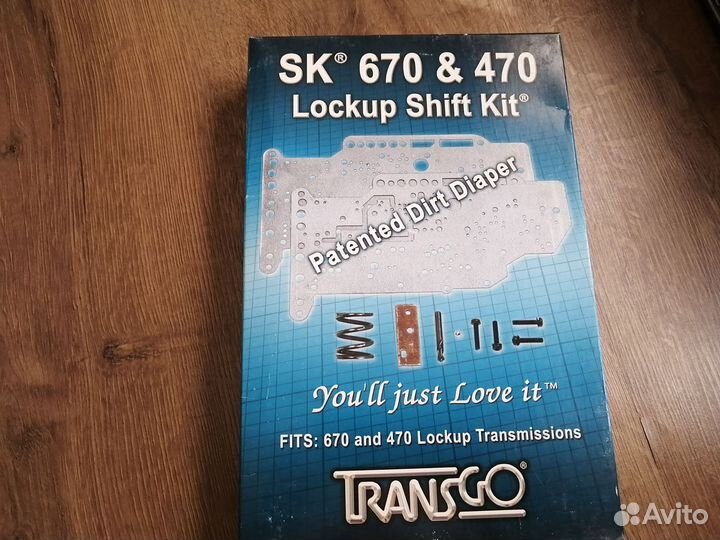 SK® 670 & 470
Lockup Shift Kit®
Patented Dirt Diaper
You'll just Love it™
FITS: 670 and 470 Lockup Transmissions
TRANSGO®
Avito